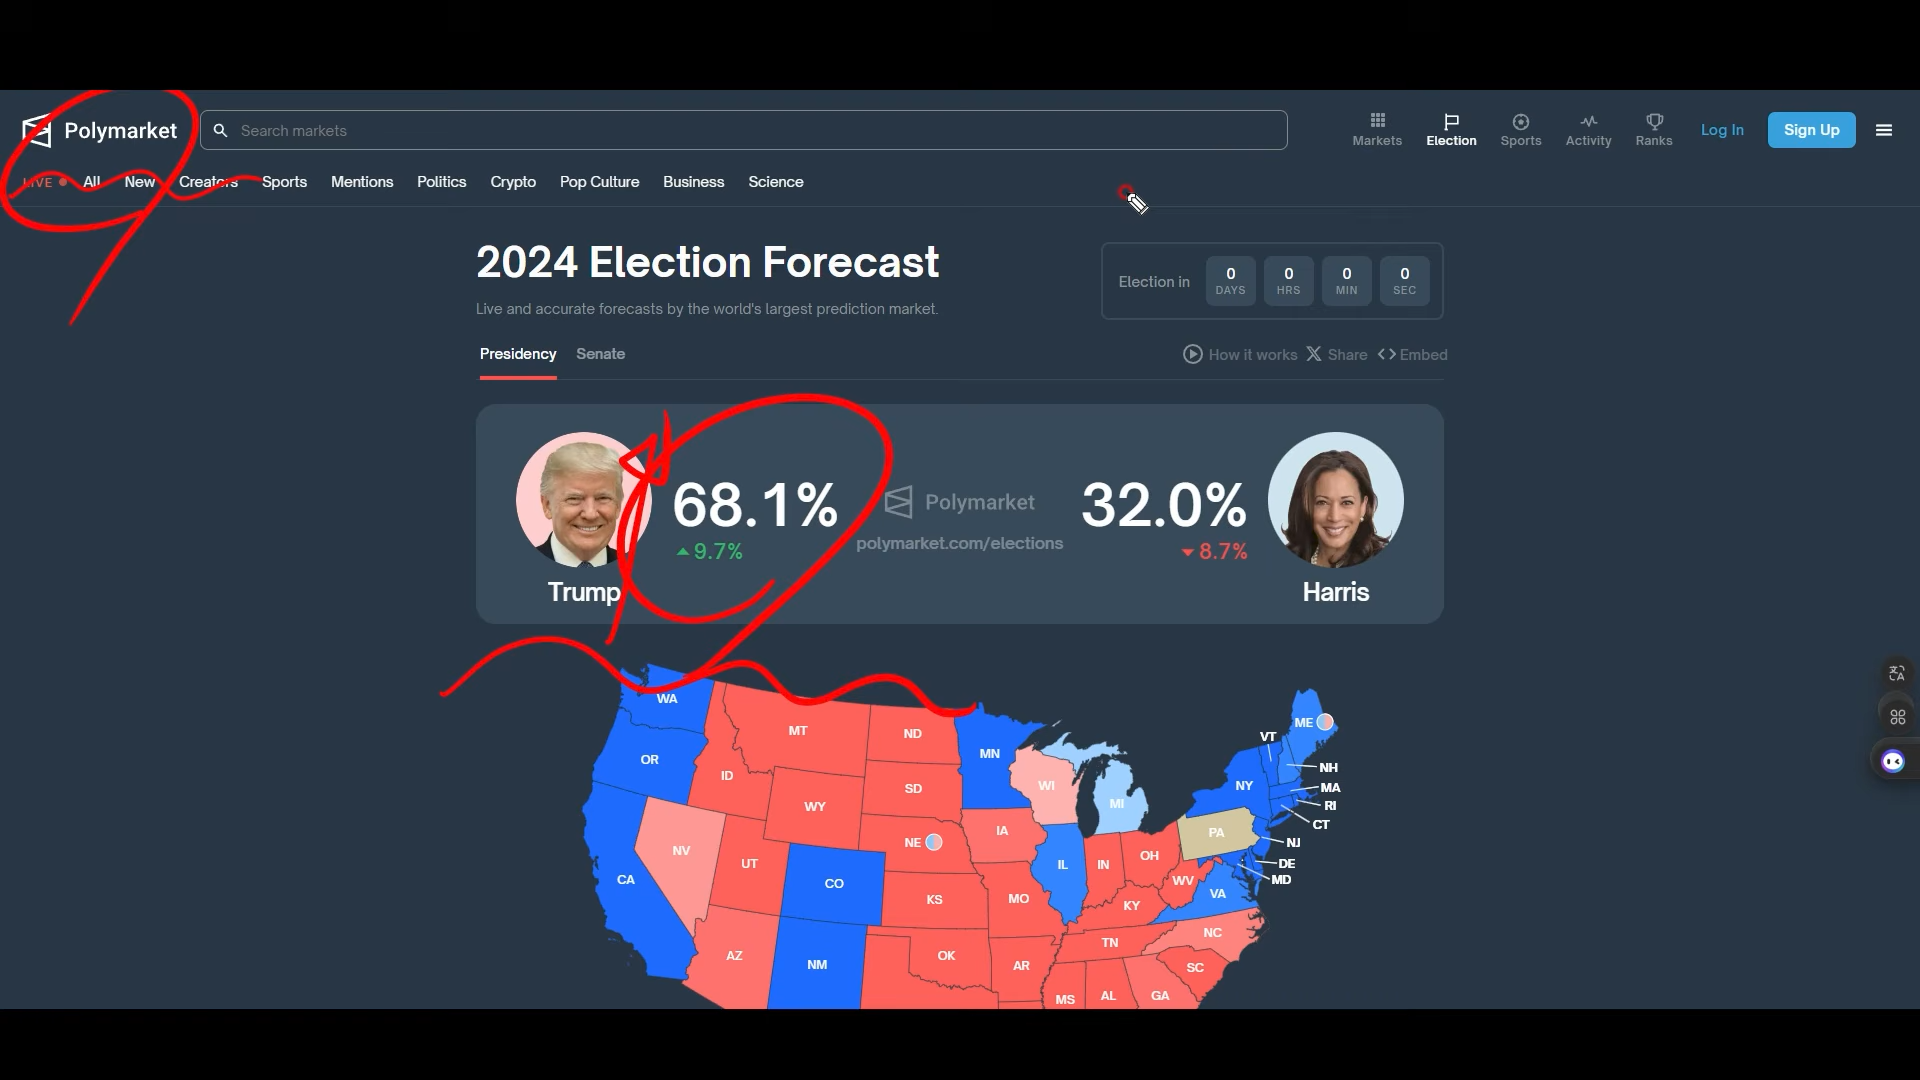 Polymarket
Search markets
Markets
Election
Sports
Activity
Ranks
Log In
Sign Up
LIVE
All
New
Creators
Sports
Mentions
Politics
Crypto
Pop Culture
Business
Science
2024 Election Forecast
Live and accurate forecasts by the world's largest prediction market.
Election in
0 DAYS
0 HRS
0 MIN
0 SEC
Presidency
Senate
How it works
Share
Embed
68.1%
9.7%
Trump
Polymarket
polymarket.com/elections
32.0%
8.7%
Harris
WA
MT
ND
MN
ME
VT
OR
ID
SD
WI
MI
NY
NH
MA
RI
WY
CT
NE
IA
PA
NJ
NV
UT
IL
IN
OH
DE
CA
CO
KS
MO
KY
WV
VA
MD
AZ
NM
OK
AR
TN
NC
SC
MS
AL
GA